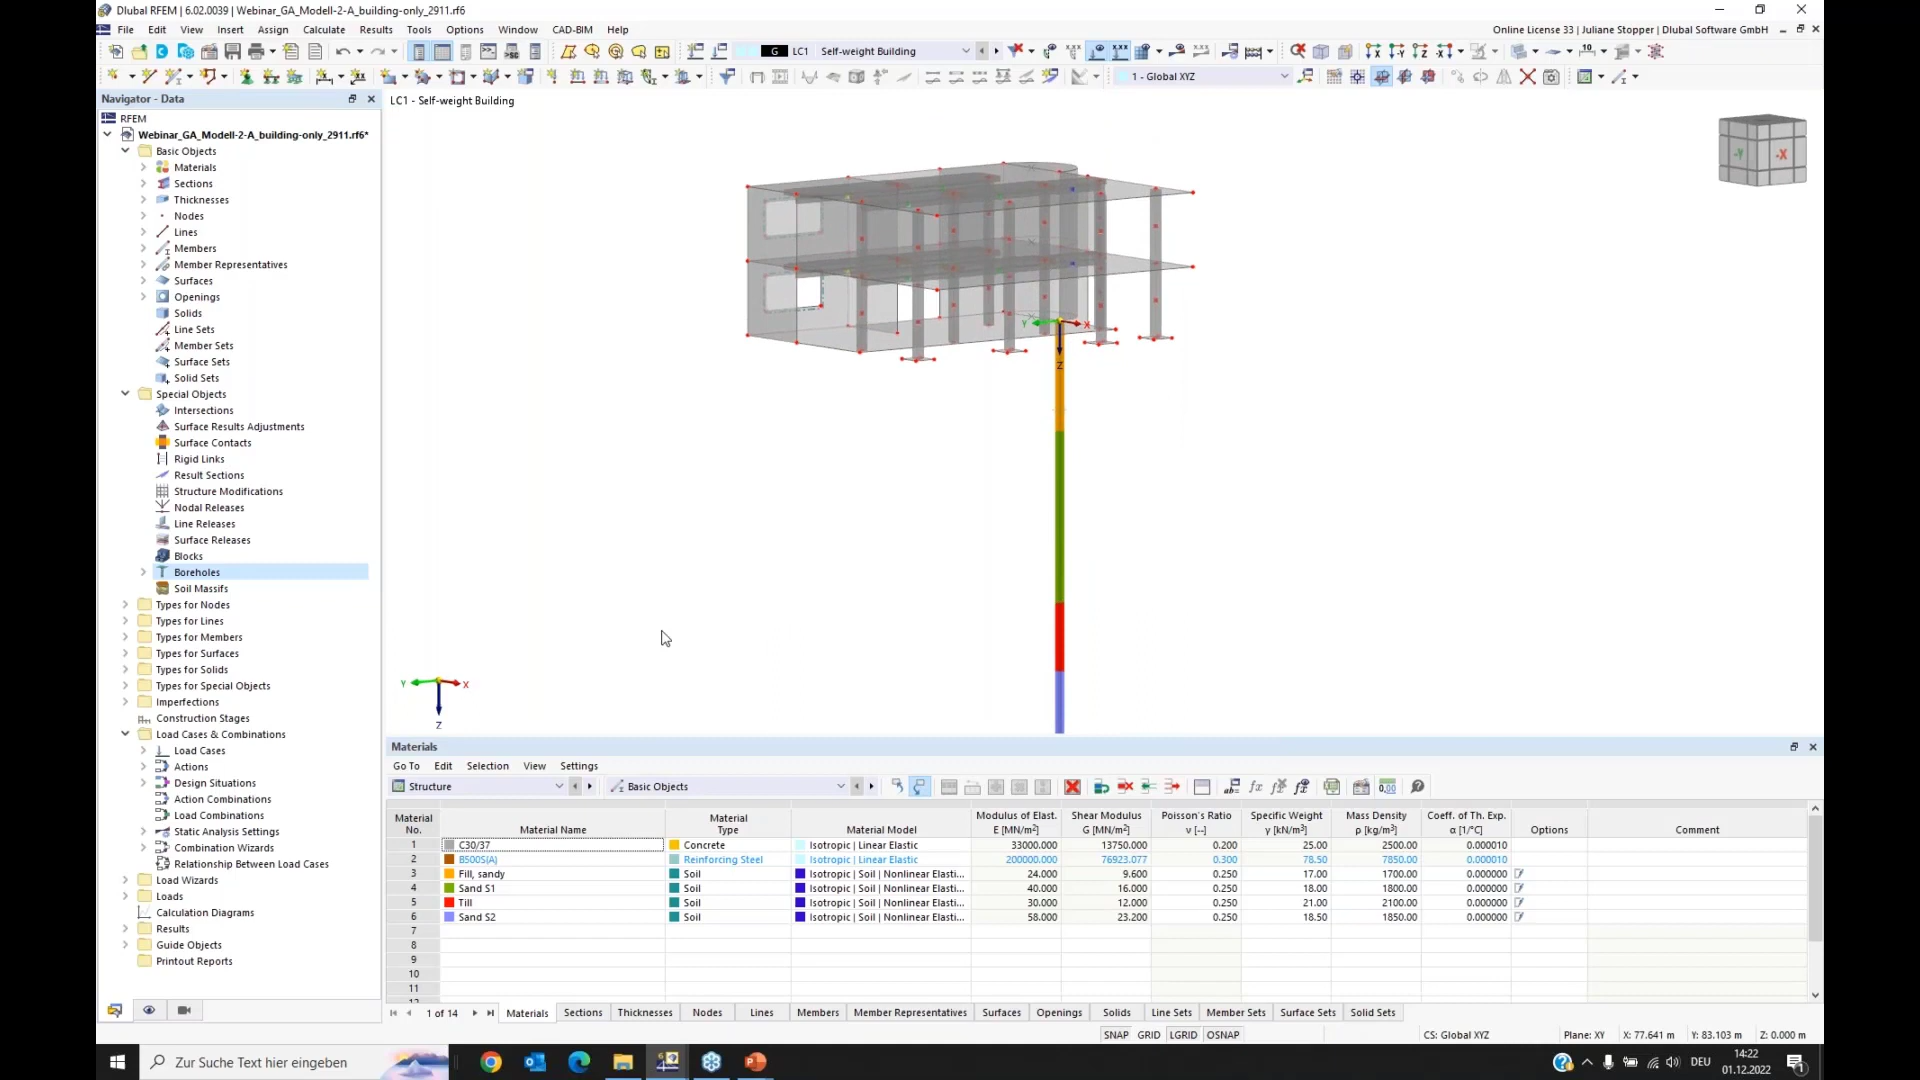 Dlubal RFEM | 6.02.0039 | Webinar_GA_Modell-2-A_building-only_2911.rf6*
File Edit View Insert Assign Calculate Results Tools Options Window CAD-BIM Help
Online License 33 | Juliane Stopper | Dlubal Software GmbH
G LC1 Self-weight Building
1 - Global XYZ
Navigator - Data
RFEM
Webinar_GA_Modell-2-A_building-only_2911.rf6*
Basic Objects
Materials
Sections
Thicknesses
Nodes
Lines
Members
Member Representatives
Surfaces
Openings
Solids
Line Sets
Member Sets
Surface Sets
Solid Sets
Special Objects
Intersections
Surface Results Adjustments
Surface Contacts
Rigid Links
Result Sections
Structure Modifications
Nodal Releases
Line Releases
Surface Releases
Blocks
Boreholes
Soil Massifs
Types for Nodes
Types for Lines
Types for Members
Types for Surfaces
Types for Solids
Types for Special Objects
Imperfections
Construction Stages
Load Cases & Combinations
Load Cases
Actions
Design Situations
Action Combinations
Load Combinations
Static Analysis Settings
Combination Wizards
Relationship Between Load Cases
Load Wizards
Loads
Calculation Diagrams
Results
Guide Objects
Printout Reports
LC1 - Self-weight Building
-Y -X
Y X
Z
Y X
Z
Materials
Go To Edit Selection View Settings
Structure Basic Objects
Material No. Material Name Material Type Material Model Modulus of Elast. E [MN/m²] Shear Modulus G [MN/m²] Poisson's Ratio ν [--] Specific Weight γ [kN/m³] Mass Density ρ [kg/m³] Coeff. of Th. Exp. α [1/°C] Options Comment
1 C30/37 Concrete Isotropic | Linear Elastic 33000.000 13750.000 0.200 25.00 2500.00 0.000010
2 B500S(A) Reinforcing Steel Isotropic | Linear Elastic 200000.000 76923.077 0.300 78.50 7850.00 0.000010
3 Fill, sandy Soil Isotropic | Soil | Nonlinear Elasti... 24.000 9.600 0.250 17.00 1700.00 0.000000
4 Sand S1 Soil Isotropic | Soil | Nonlinear Elasti... 40.000 16.000 0.250 18.00 1800.00 0.000000
5 Till Soil Isotropic | Soil | Nonlinear Elasti... 30.000 12.000 0.250 21.00 2100.00 0.000000
6 Sand S2 Soil Isotropic | Soil | Nonlinear Elasti... 58.000 23.200 0.250 18.50 1850.00 0.000000
7
8
9
10
11
12
1 of 14 Materials Sections Thicknesses Nodes Lines Members Member Representatives Surfaces Openings Solids Line Sets Member Sets Surface Sets Solid Sets
SNAP GRID LGRID OSNAP CS: Global XYZ Plane: XY X: 77.641 m Y: 83.103 m Z: 0.000 m
Zur Suche Text hier eingeben
DEU
14:22
01.12.2022